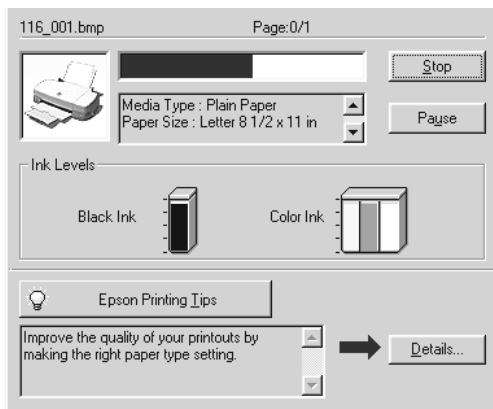 116_001.bmp Page:0/1
Stop
Media Type : Plain Paper
Paper Size : Letter 8 1/2 x 11 in
Pause
Ink Levels
Black Ink Color Ink
Epson Printing Tips
Improve the quality of your printouts by
making the right paper type setting.
Details...